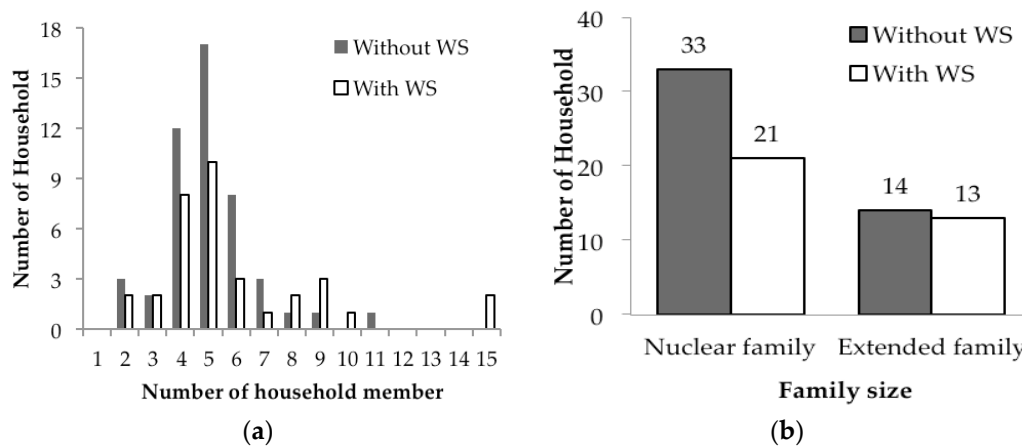 18
15
12
9
6
3
0
Number of Household
Without WS
With WS
1 2 3 4 5 6 7 8 9 10 11 12 13 14 15
Number of household member
(a)
40
30
20
10
0
Number of Household
Without WS
With WS
33
21
14
13
Nuclear family Extended family
Family size
(b)